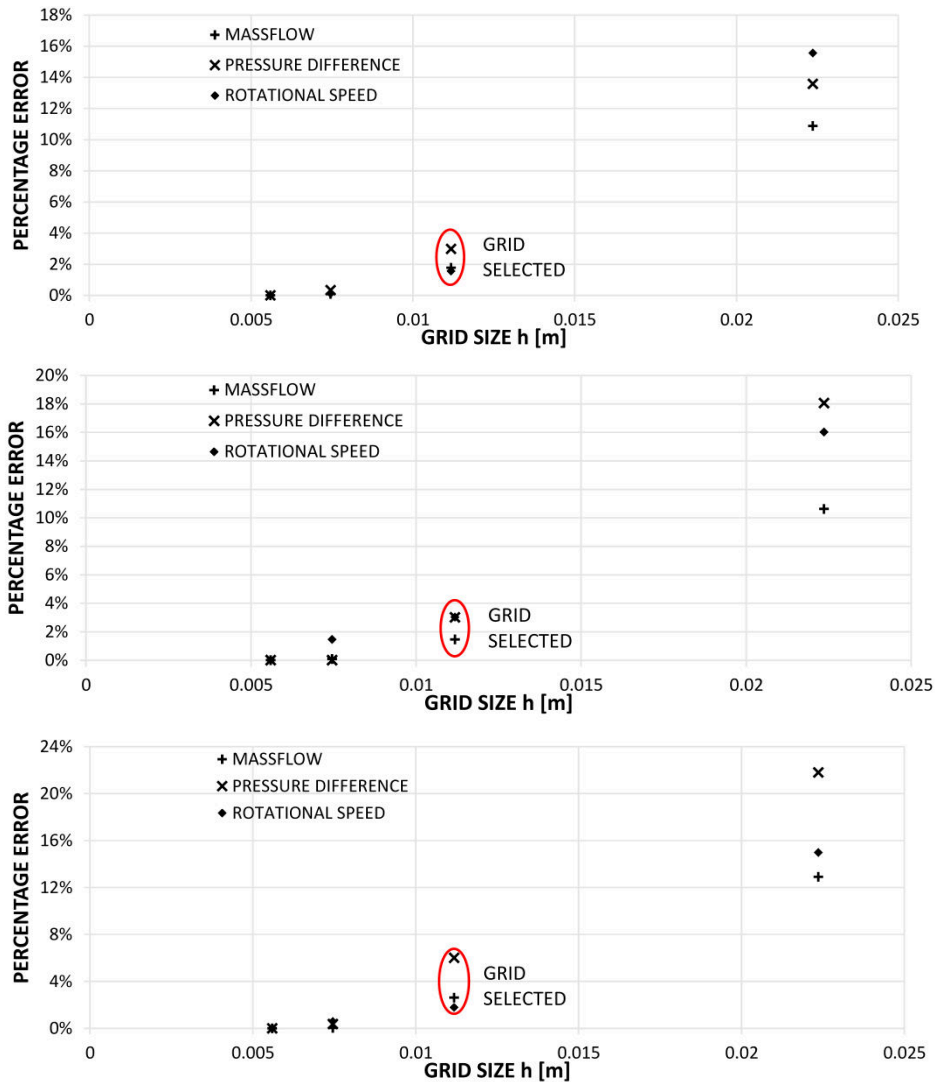 18%
16%
14%
12%
10%
8%
6%
4%
2%
0%
PERCENTAGE ERROR
MASSFLOW
PRESSURE DIFFERENCE
ROTATIONAL SPEED
GRID
SELECTED
0 0.005 0.01 0.015 0.02 0.025
GRID SIZE h [m]
20%
18%
16%
14%
12%
10%
8%
6%
4%
2%
0%
PERCENTAGE ERROR
MASSFLOW
PRESSURE DIFFERENCE
ROTATIONAL SPEED
GRID
SELECTED
0 0.005 0.01 0.015 0.02 0.025
GRID SIZE h [m]
24%
20%
16%
12%
8%
4%
0%
PERCENTAGE ERROR
MASSFLOW
PRESSURE DIFFERENCE
ROTATIONAL SPEED
GRID
SELECTED
0 0.005 0.01 0.015 0.02 0.025
GRID SIZE h [m]